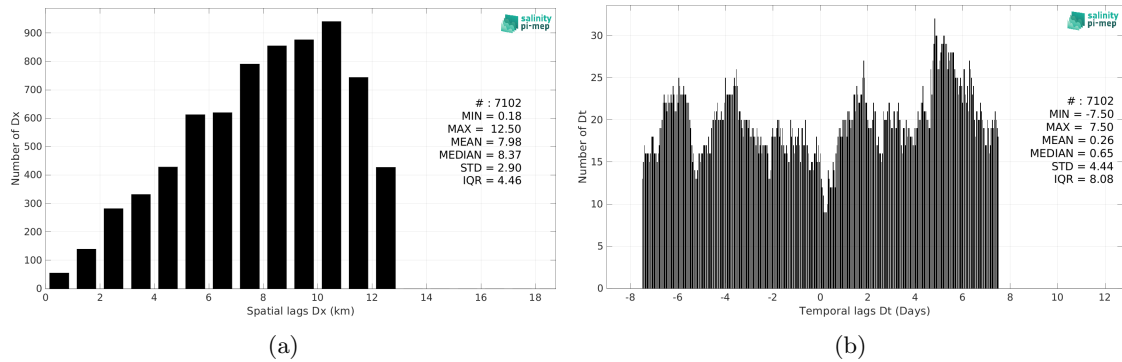 salinity
pi-mep
900
800
700
600
500
400
300
200
100
0
Number of Dx
# : 7102
MIN = 0.18
MAX = 12.50
MEAN = 7.98
MEDIAN = 8.37
STD = 2.90
IQR = 4.46
0 2 4 6 8 10 12 14 16 18
Spatial lags Dx (km)
(a)
salinity
pi-mep
30
25
20
15
10
5
0
Number of Dt
# : 7102
MIN = -7.50
MAX = 7.50
MEAN = 0.26
MEDIAN = 0.65
STD = 4.44
IQR = 8.08
-8 -6 -4 -2 0 2 4 6 8 10 12
Temporal lags Dt (Days)
(b)